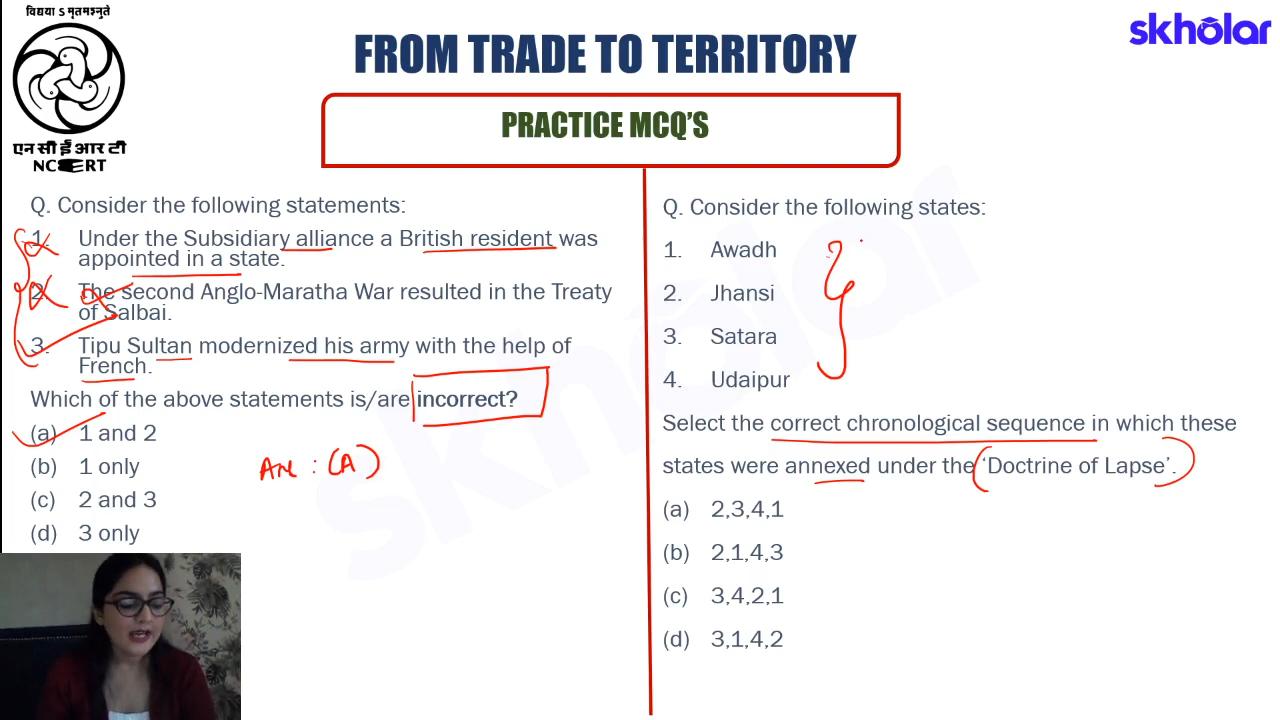 विद्यया ऽ मृतमश्नुते
एन सी ई आर टी
NCERT
skholar
FROM TRADE TO TERRITORY
PRACTICE MCQ'S
Q. Consider the following statements:
1. Under the Subsidiary alliance a British resident was
appointed in a state.
2. The second Anglo-Maratha War resulted in the Treaty
of Salbai.
3. Tipu Sultan modernized his army with the help of
French.
Which of the above statements is/are incorrect?
(a) 1 and 2
(b) 1 only
(c) 2 and 3
(d) 3 only
Ans : (A)
Q. Consider the following states:
1. Awadh
2. Jhansi
3. Satara
4. Udaipur
Select the correct chronological sequence in which these
states were annexed under the 'Doctrine of Lapse'.
(a) 2,3,4,1
(b) 2,1,4,3
(c) 3,4,2,1
(d) 3,1,4,2
skholar